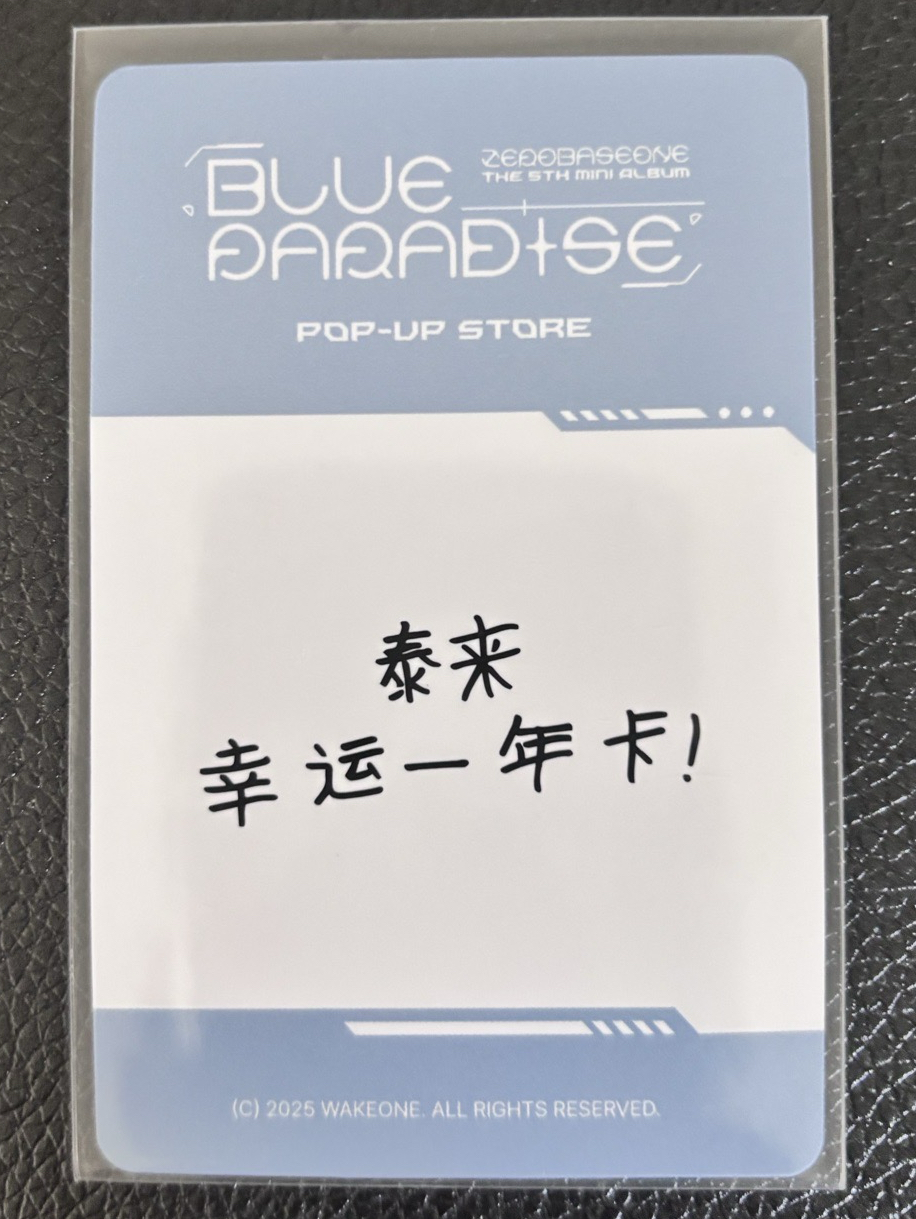 BLUE
ZEROBASEONE
THE 5TH MINI ALBUM
PARADISE
POP-UP STORE
泰来
幸运一年卡!
(C) 2025 WAKEONE. ALL RIGHTS RESERVED.